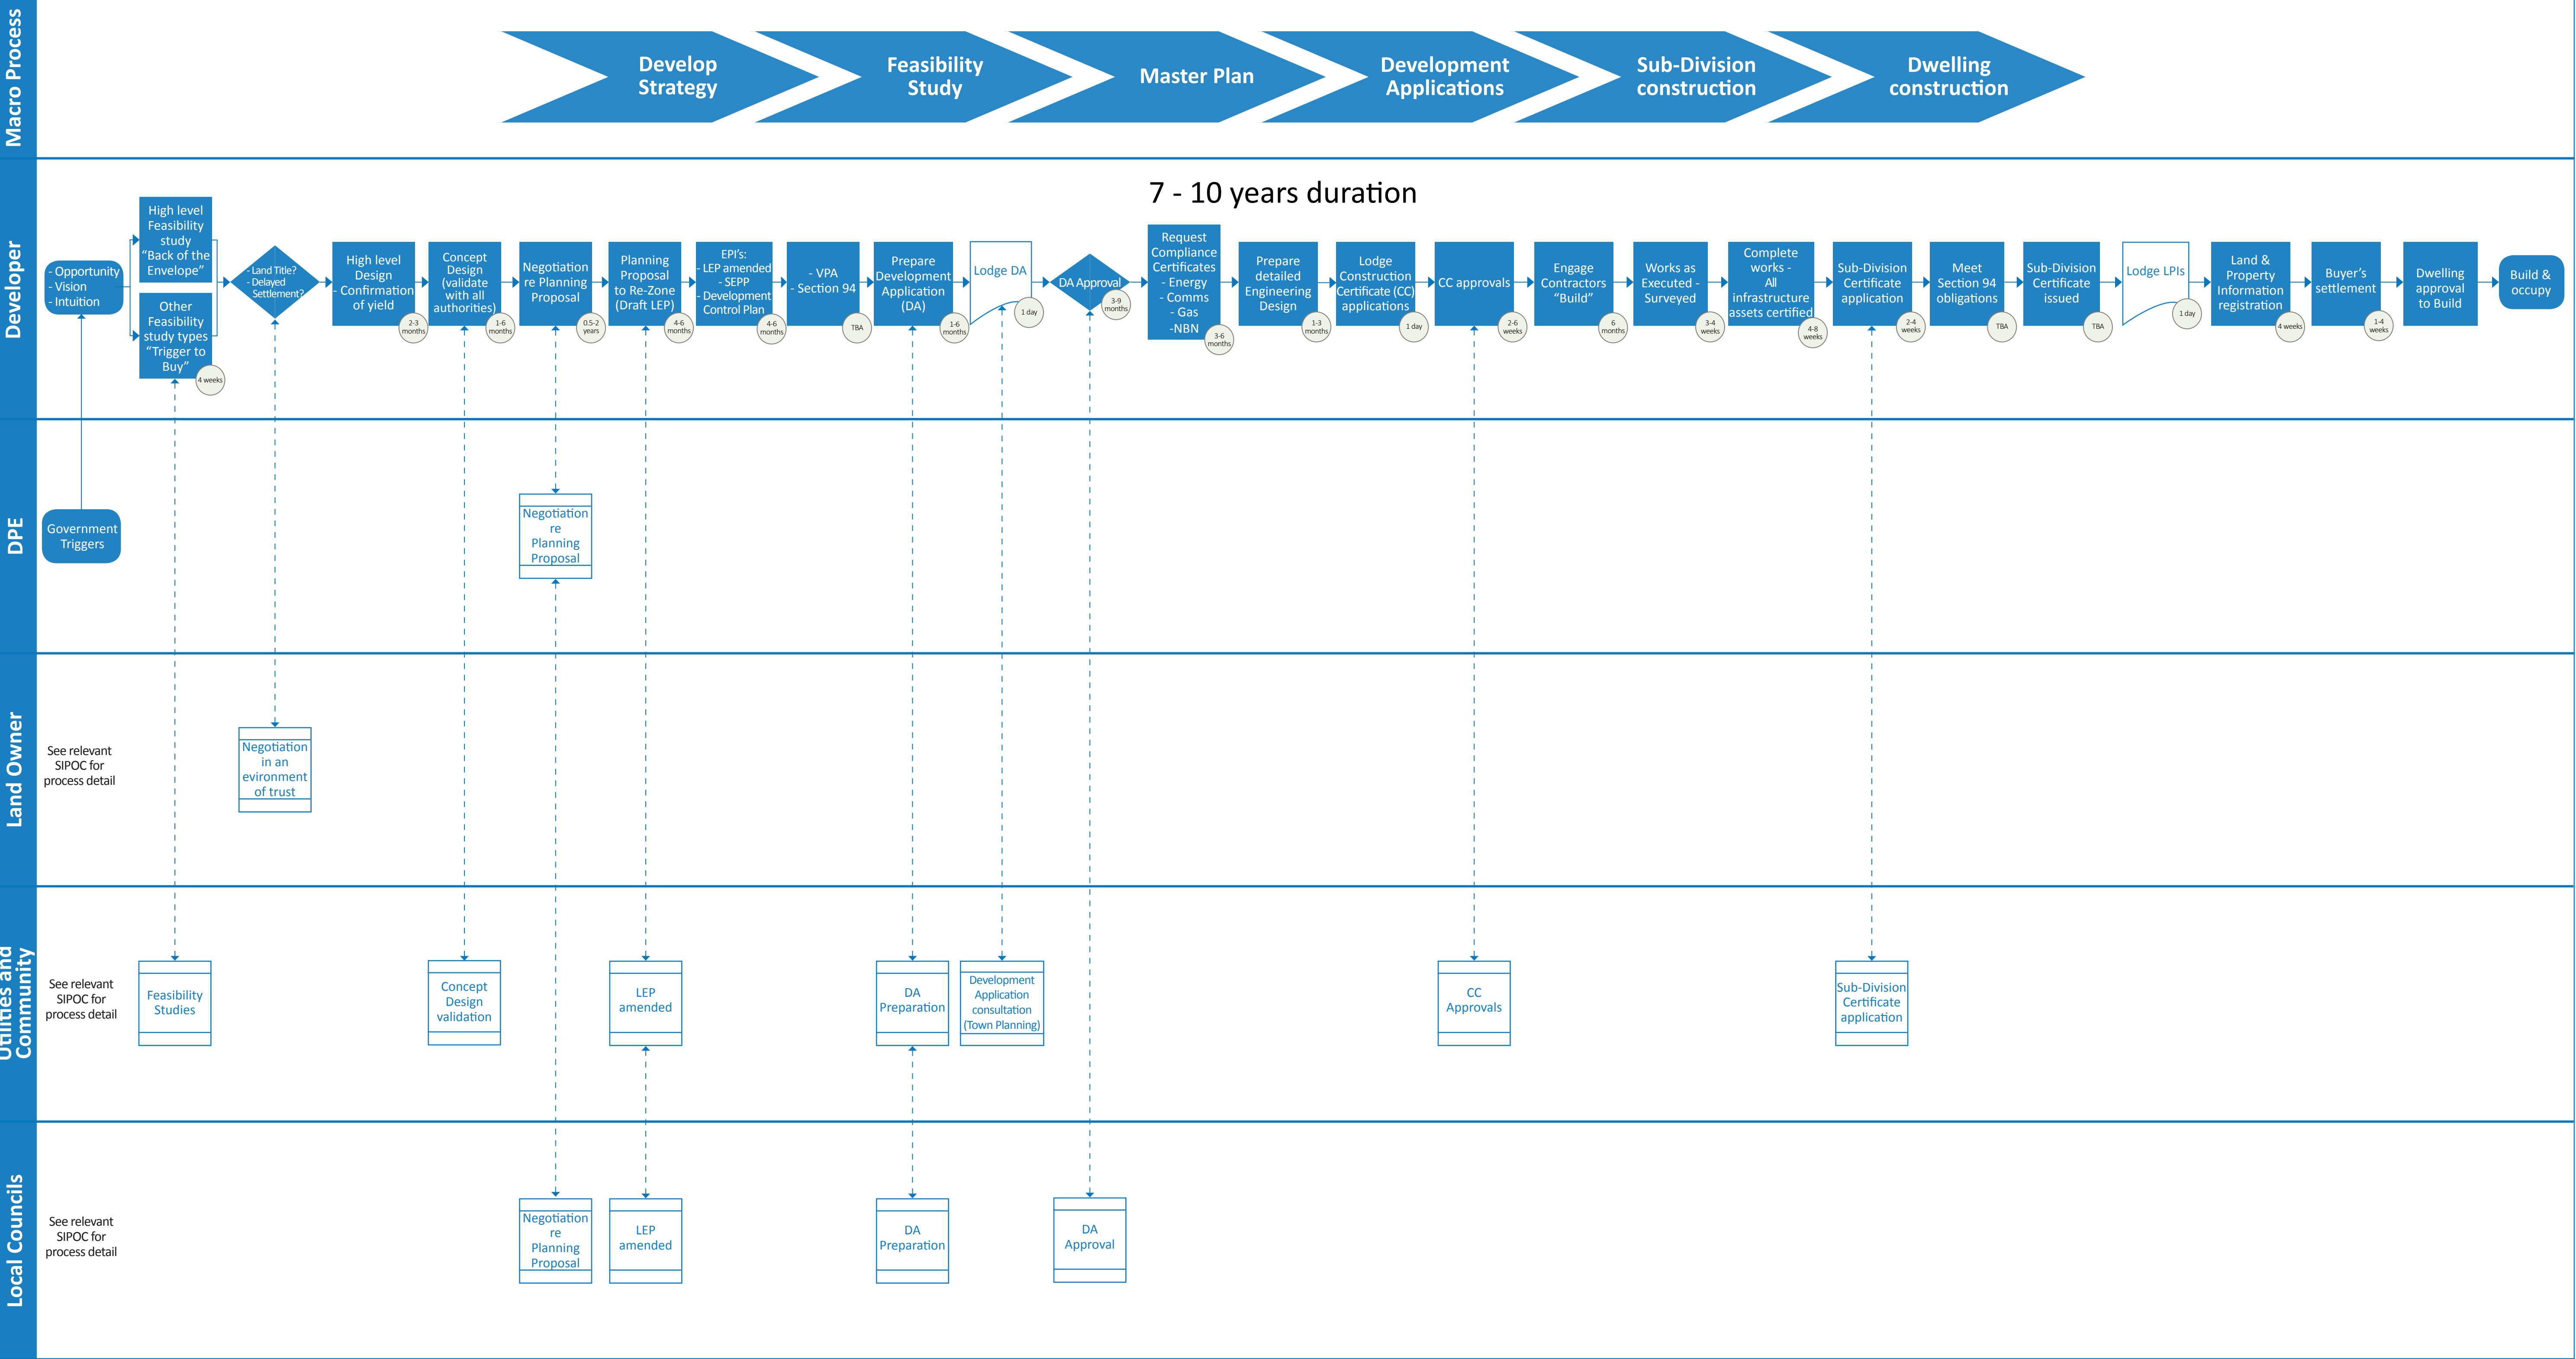 Macro Process
Develop
Strategy
Feasibility
Study
Master Plan
Development
Applications
Sub-Division
construction
Dwelling
construction
Developer
7 - 10 years duration
- Opportunity
- Vision
- Intuition
High level
Feasibility
study
“Back of the
Envelope”
Other
Feasibility
study types
“Trigger to
Buy”
4 weeks
- Land Title?
- Delayed
Settlement?
High level
Design
- Confirmation
of yield
2-3
months
Concept
Design
(validate
with all
authorities)
1-6
months
Negotiation
re Planning
Proposal
0.5-2
years
Planning
Proposal
to Re-Zone
(Draft LEP)
4-6
months
EPI’s:
- LEP amended
- SEPP
- Development
Control Plan
4-6
months
- VPA
- Section 94
TBA
Prepare
Development
Application
(DA)
1-6
months
Lodge DA
1 day
DA Approval
3-9
months
Request
Compliance
Certificates
- Energy
- Comms
- Gas
-NBN
3-6
months
Prepare
detailed
Engineering
Design
1-3
months
Lodge
Construction
Certificate (CC)
applications
1 day
CC approvals
2-6
weeks
Engage
Contractors
“Build”
6
months
Works as
Executed -
Surveyed
3-4
weeks
Complete
works -
All
infrastructure
assets certified
4-8
weeks
Sub-Division
Certificate
application
2-4
weeks
Meet
Section 94
obligations
TBA
Sub-Division
Certificate
issued
TBA
Lodge LPIs
1 day
Land &
Property
Information
registration
4 weeks
Buyer’s
settlement
1-4
weeks
Dwelling
approval
to Build
Build &
occupy
DPE
Government
Triggers
Negotiation
re
Planning
Proposal
Land Owner
See relevant
SIPOC for
process detail
Negotiation
in an
evironment
of trust
Utilities and
Community
See relevant
SIPOC for
process detail
Feasibility
Studies
Concept
Design
validation
LEP
amended
DA
Preparation
Development
Application
consultation
(Town Planning)
CC
Approvals
Sub-Division
Certificate
application
Local Councils
See relevant
SIPOC for
process detail
Negotiation
re
Planning
Proposal
LEP
amended
DA
Preparation
DA
Approval